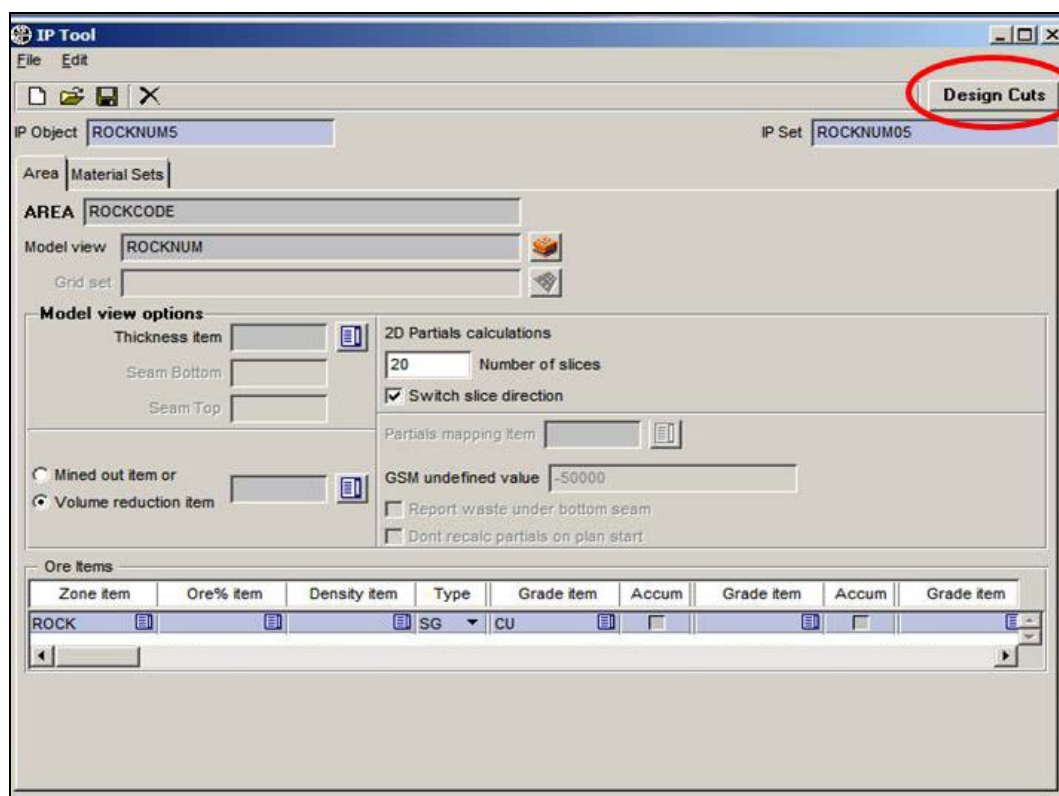 IP Tool
File Edit
Design Cuts
IP Object ROCKNUM5 IP Set ROCKNUM05
Area Material Sets
AREA ROCKCODE
Model view ROCKNUM
Grid set
Model view options
Thickness item 2D Partials calculations
Seam Bottom 20 Number of slices
Seam Top Switch slice direction
Partials mapping Item
Mined out item or GSM undefined value -50000
Volume reduction item Report waste under bottom seam
Dont recalc partials on plan start
Ore Items
Zone item Ore% item Density item Type Grade item Accum Grade item Accum Grade item
ROCK SG CU